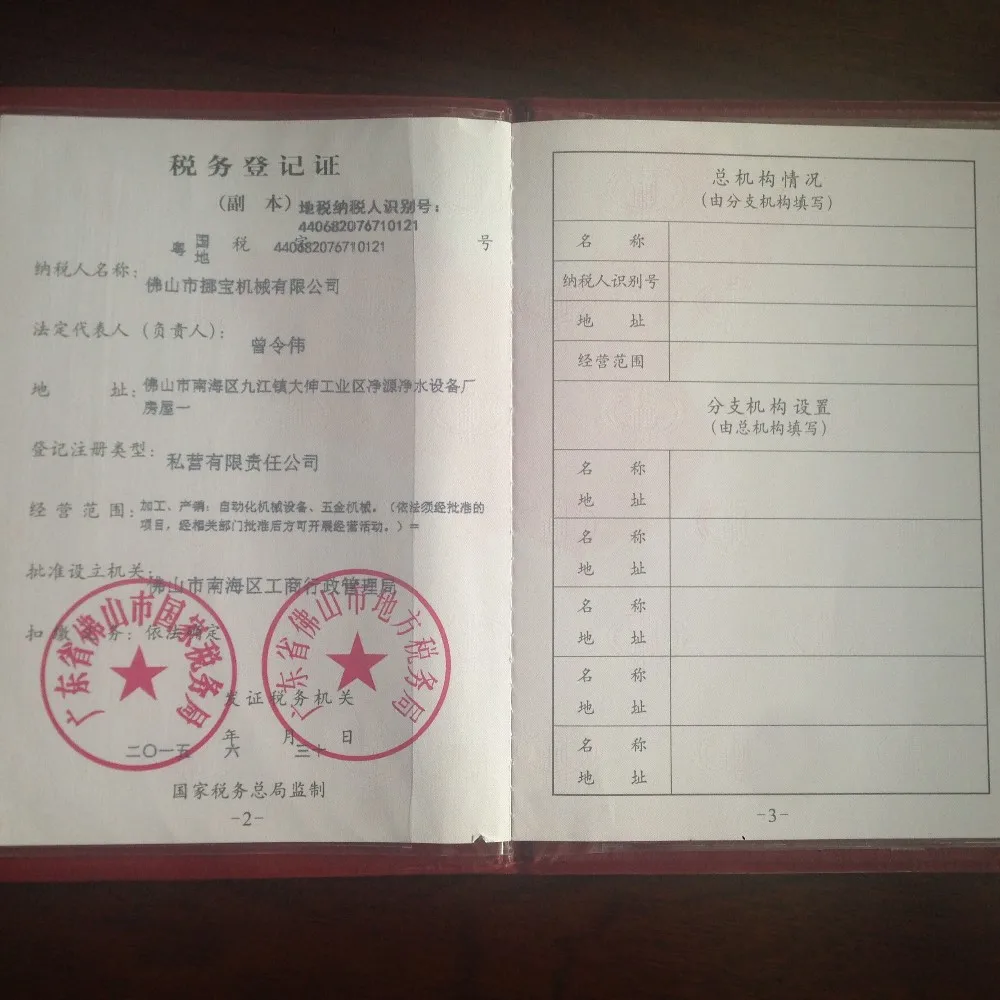 税务登记证
(副 本) 地税纳税人识别号:
440682076710121
粤 国 地 税 字 440682076710121 号
纳税人名称: 佛山市挪宝机械有限公司
法定代表人(负责人): 曾令伟
地 址: 佛山市南海区九江镇大伸工业区净源净水设备厂
房屋一
登记注册类型: 私营有限责任公司
经营范围: 加工、产销:自动化机械设备、五金机械。(依法须经批准的
项目,经相关部门批准后方可开展经营活动。)=
批准设立机关: 佛山市南海区工商行政管理局
扣缴义务: 依法确定
广东省佛山市国家税务局
广东省佛山市地方税务局
发证税务机关
年 月 日
二〇一五 六 三十
国家税务总局监制
-2-
总机构情况
(由分支机构填写)
名 称
纳税人识别号
地 址
经营范围
分支机构设置
(由总机构填写)
名 称
地 址
名 称
地 址
名 称
地 址
名 称
地 址
名 称
地 址
-3-